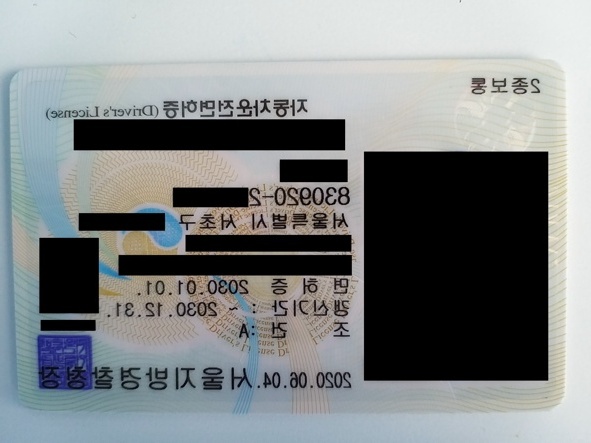 2종보통
자동차운전면허증 (Driver's License)
830920-2
서울특별시 서초구
면 허 증 2030.01.01.
갱신기간 : ~ 2030.12.31.
조 건 : A
2020.06.04. 서울지방경찰청장